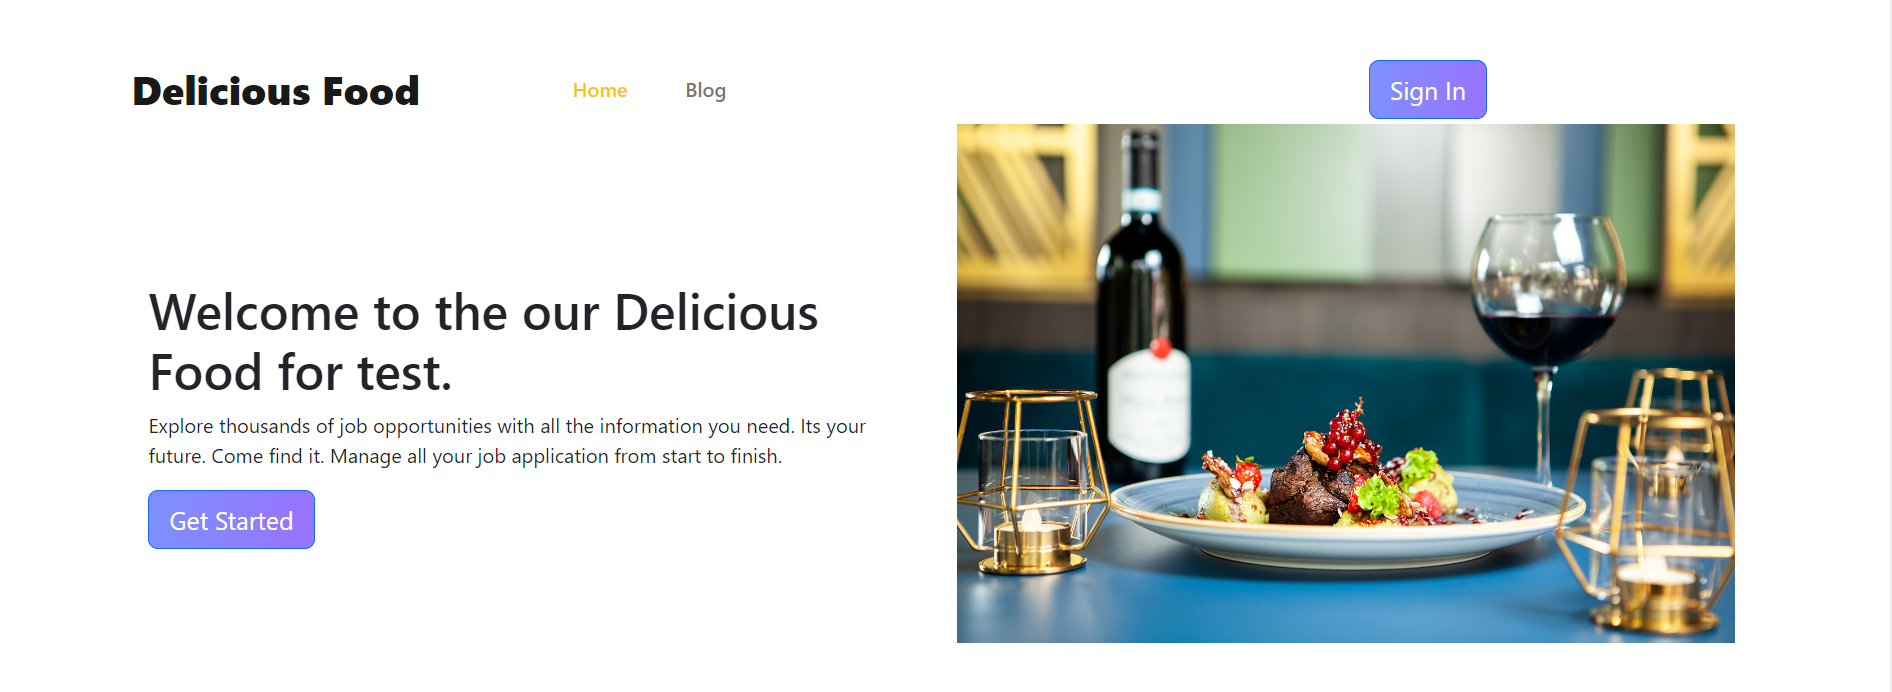 Delicious Food
Home
Blog
Sign In
Welcome to the our Delicious
Food for test.
Explore thousands of job opportunities with all the information you need. Its your
future. Come find it. Manage all your job application from start to finish.
Get Started